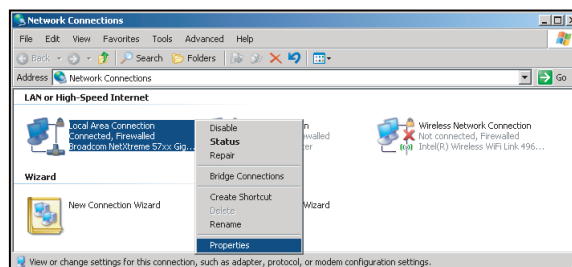 Network Connections
File Edit View Favorites Tools Advanced Help
Back Search Folders
Address Network Connections Go
LAN or High-Speed Internet
Local Area Connection
Connected, Firewalled
Broadcom NetXtreme 57xx Gig...
Disable
Status
Repair
Bridge Connections
Create Shortcut
Delete
Rename
Properties
n
walled
ter
Wireless Network Connection
Not connected, Firewalled
Intel(R) Wireless WiFi Link 496...
Wizard
New Connection Wizard
Wizard
View or change settings for this connection, such as adapter, protocol, or modem configuration settings.